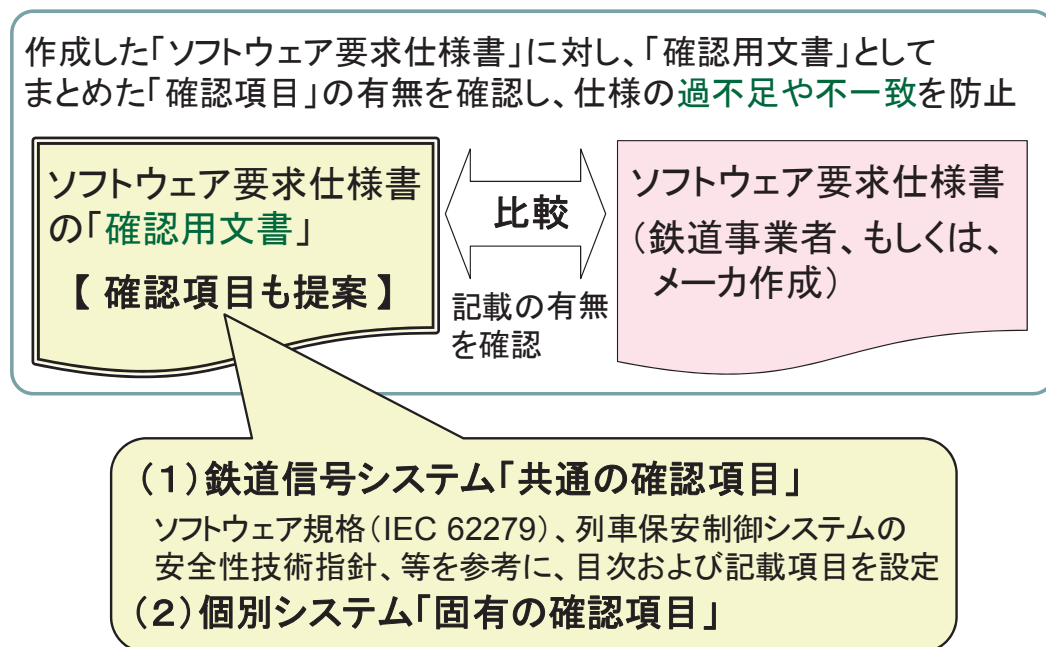 作成した「ソフトウェア要求仕様書」に対し、「確認用文書」として
まとめた「確認項目」の有無を確認し、仕様の過不足や不一致を防止
ソフトウェア要求仕様書
の「確認用文書」
【 確認項目も提案 】
比較
記載の有無
を確認
ソフトウェア要求仕様書
（鉄道事業者、もしくは、
メーカ作成）
（１）鉄道信号システム「共通の確認項目」
ソフトウェア規格（IEC 62279）、列車保安制御システムの
安全性技術指針、等を参考に、目次および記載項目を設定
（２）個別システム「固有の確認項目」